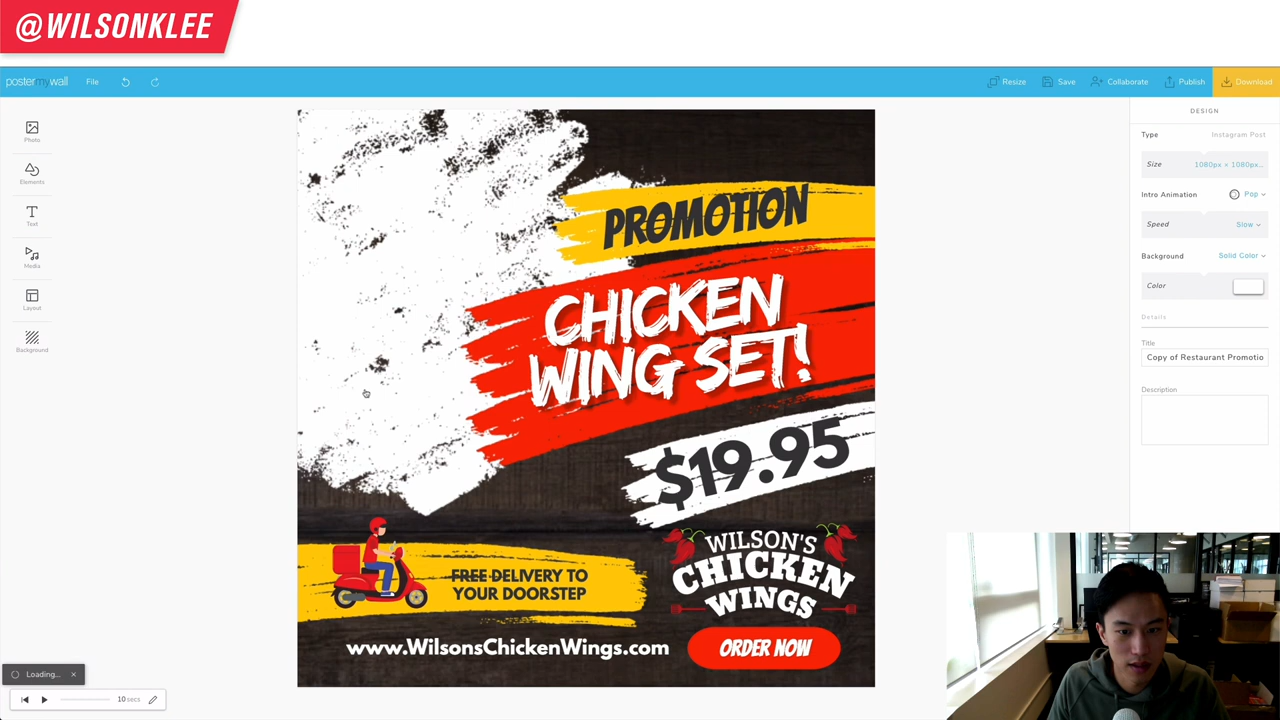 @WILSONKLEE
postermywall File Resize Save Collaborate Publish Download
Photo
Elements
Text
Media
Layout
Background
PROMOTION
CHICKEN
WING SET!
$19.95
FREE DELIVERY TO
YOUR DOORSTEP
WILSON'S
CHICKEN
WINGS
www.WilsonsChickenWings.com
ORDER NOW
DESIGN
Type Instagram Post
Size 1080px × 1080px...
Intro Animation Pop
Speed Slow
Background Solid Color
Color
Details
Title
Copy of Restaurant Promotio
Description
Loading... ×
10 secs